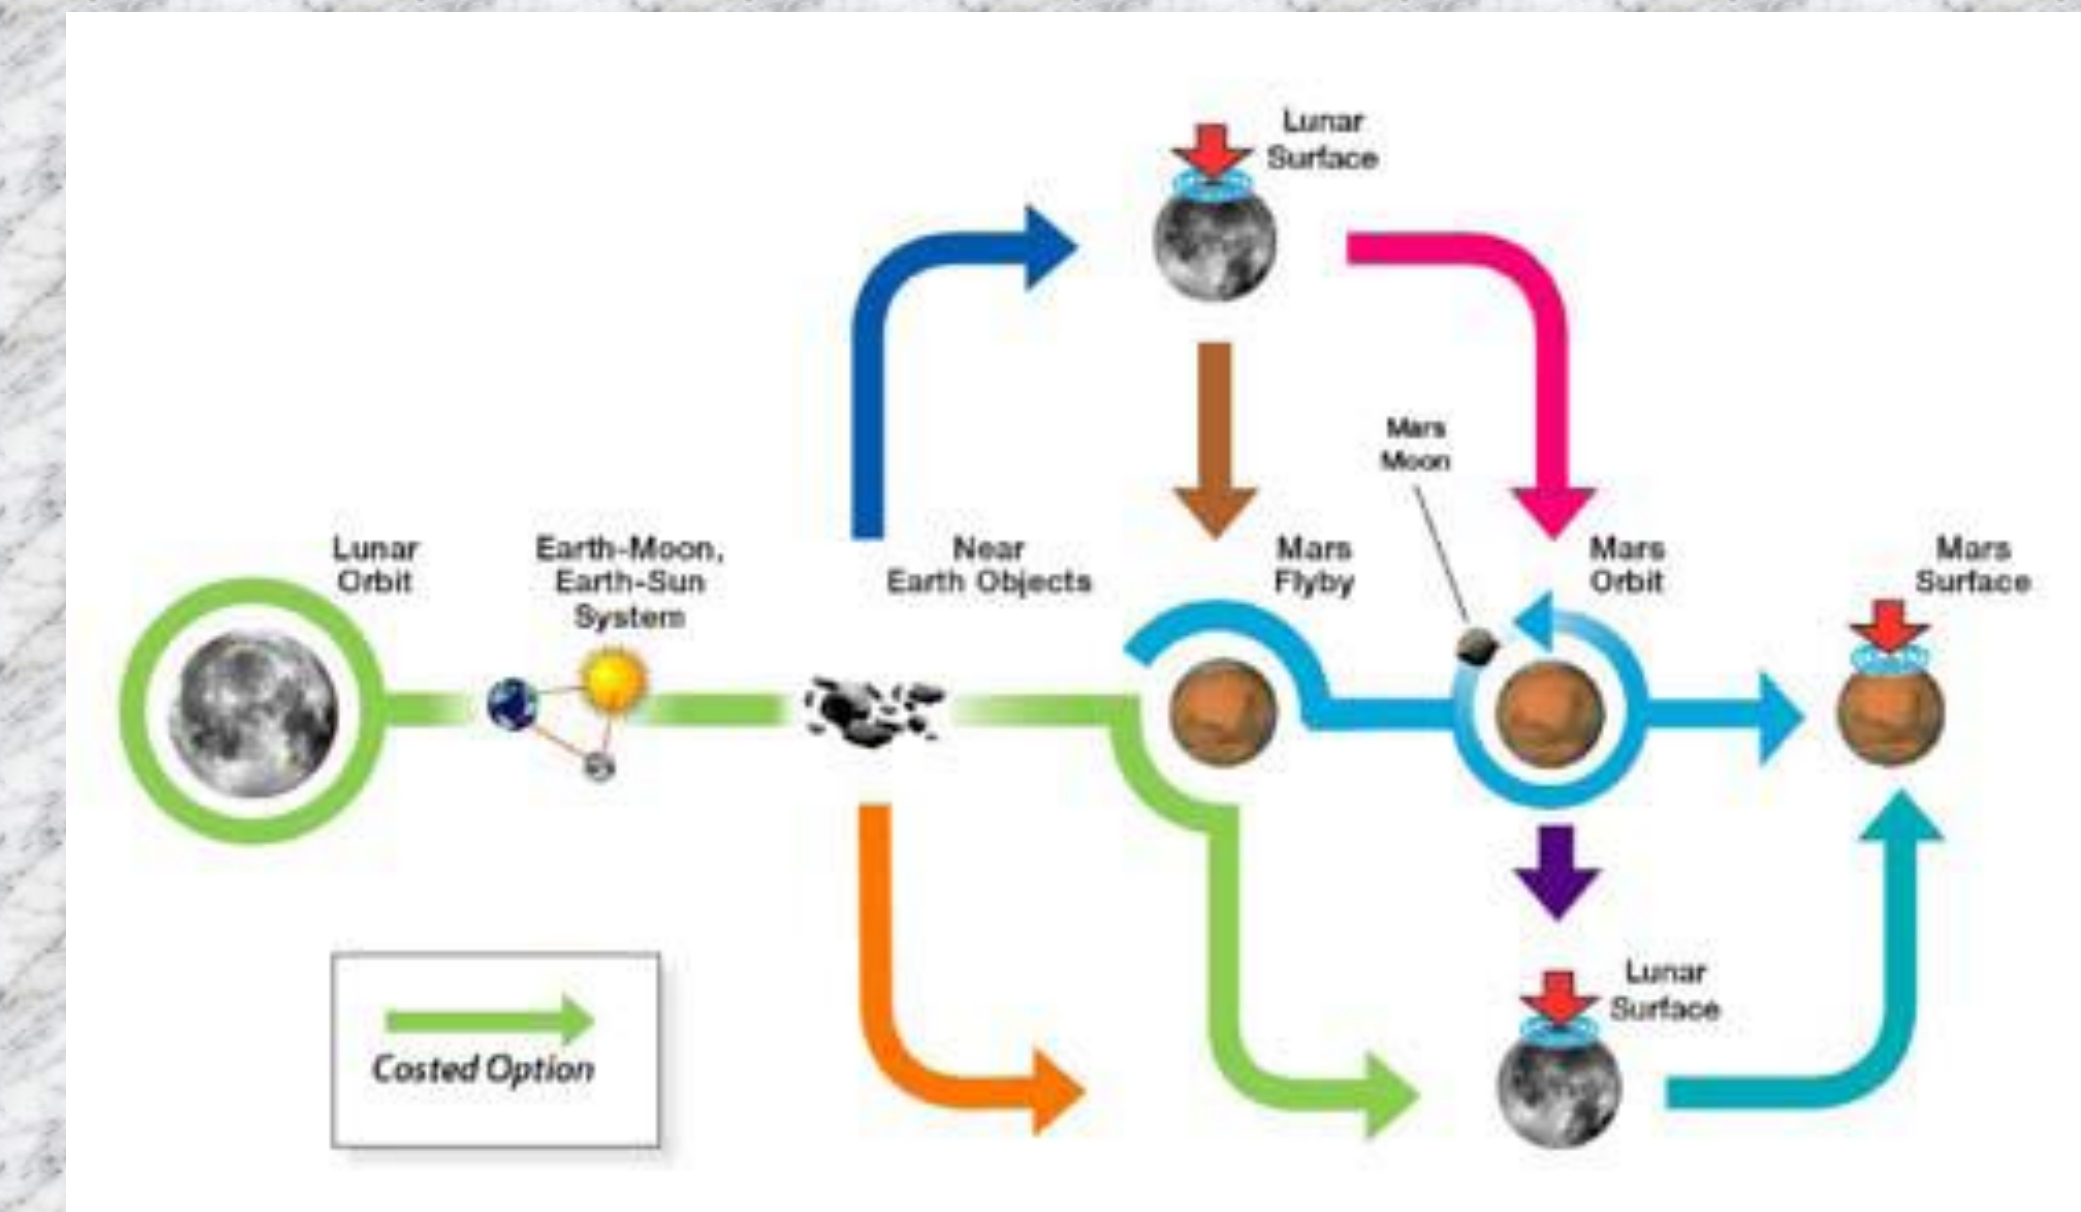 Lunar
Surface
Mars
Moon
Lunar
Orbit
Earth-Moon,
Earth-Sun
System
Near
Earth Objects
Mars
Flyby
Mars
Orbit
Mars
Surface
Lunar
Surface
Costed Option